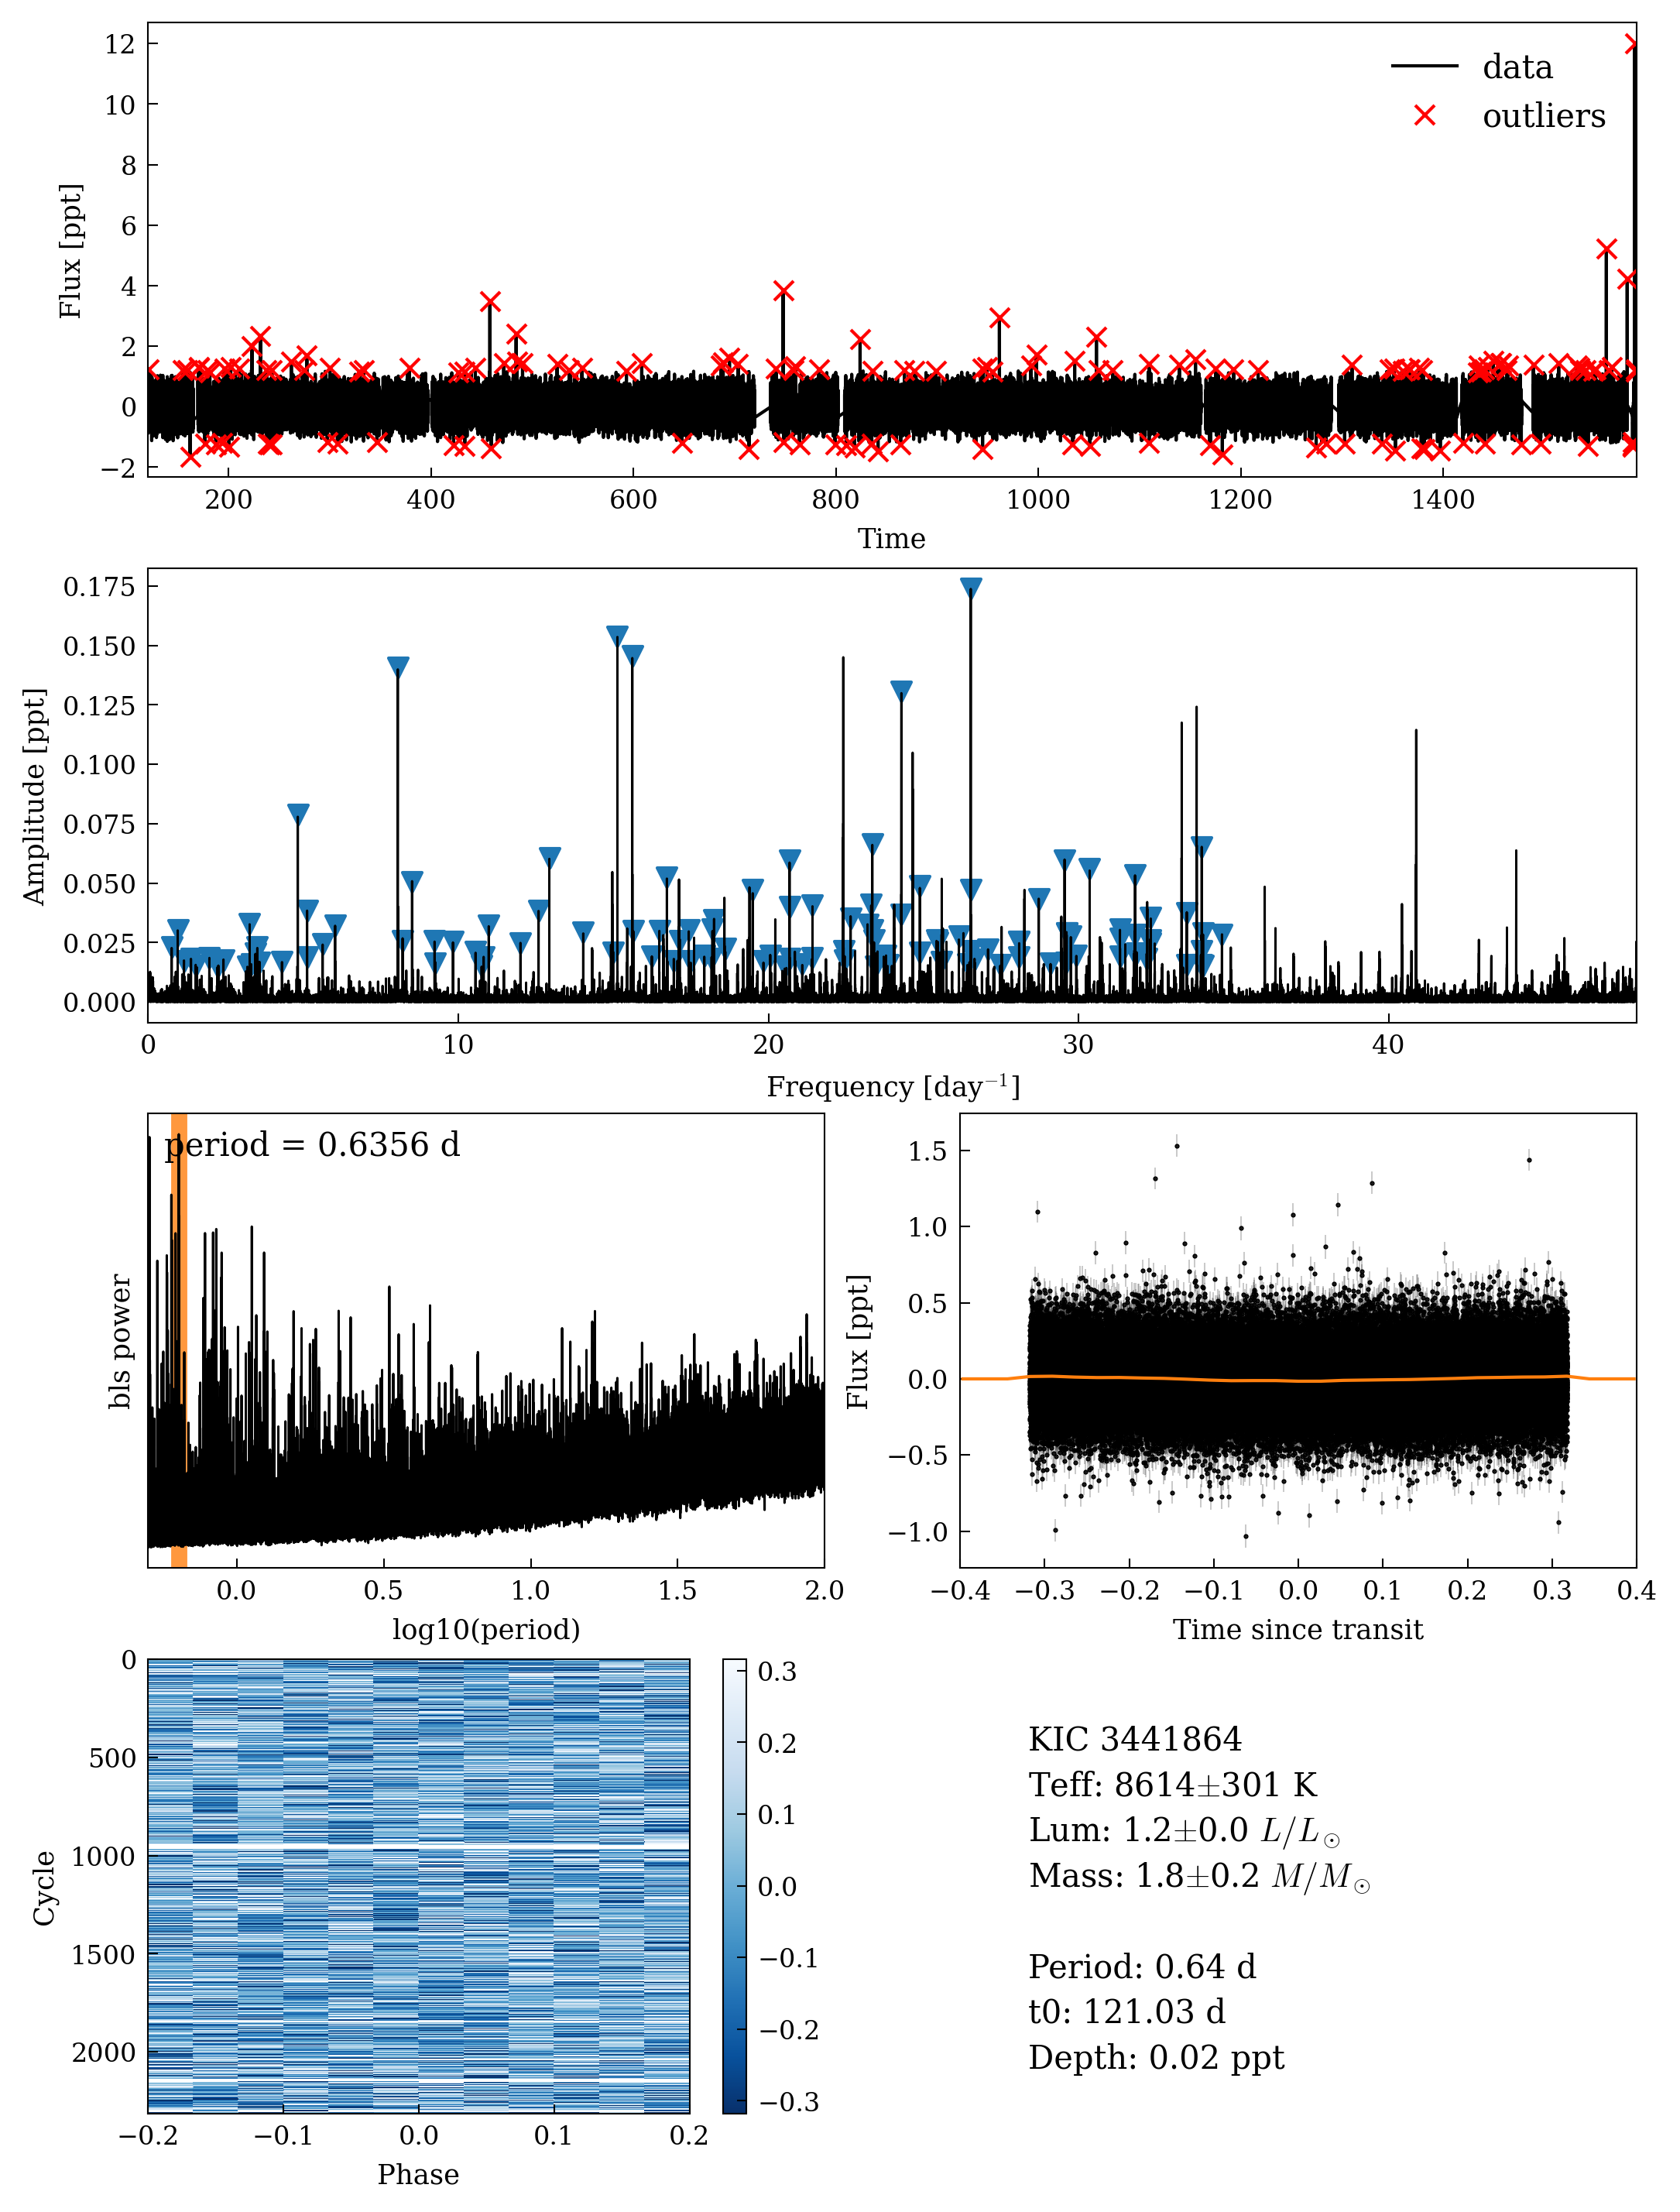 12
10
8
6
4
2
0
−2
Flux [ppt]
data
outliers
200 400 600 800 1000 1200 1400
Time
0.175
0.150
0.125
0.100
0.075
0.050
0.025
0.000
Amplitude [ppt]
0 10 20 30 40
Frequency [day⁻¹]
period = 0.6356 d
bls power
0.0 0.5 1.0 1.5 2.0
log10(period)
1.5
1.0
0.5
0.0
−0.5
−1.0
Flux [ppt]
−0.4 −0.3 −0.2 −0.1 0.0 0.1 0.2 0.3 0.4
Time since transit
0
500
1000
1500
2000
Cycle
−0.2 −0.1 0.0 0.1 0.2
Phase
0.3
0.2
0.1
0.0
−0.1
−0.2
−0.3
KIC 3441864
Teff: 8614±301 K
Lum: 1.2±0.0 L/L⊙
Mass: 1.8±0.2 M/M⊙
Period: 0.64 d
t0: 121.03 d
Depth: 0.02 ppt